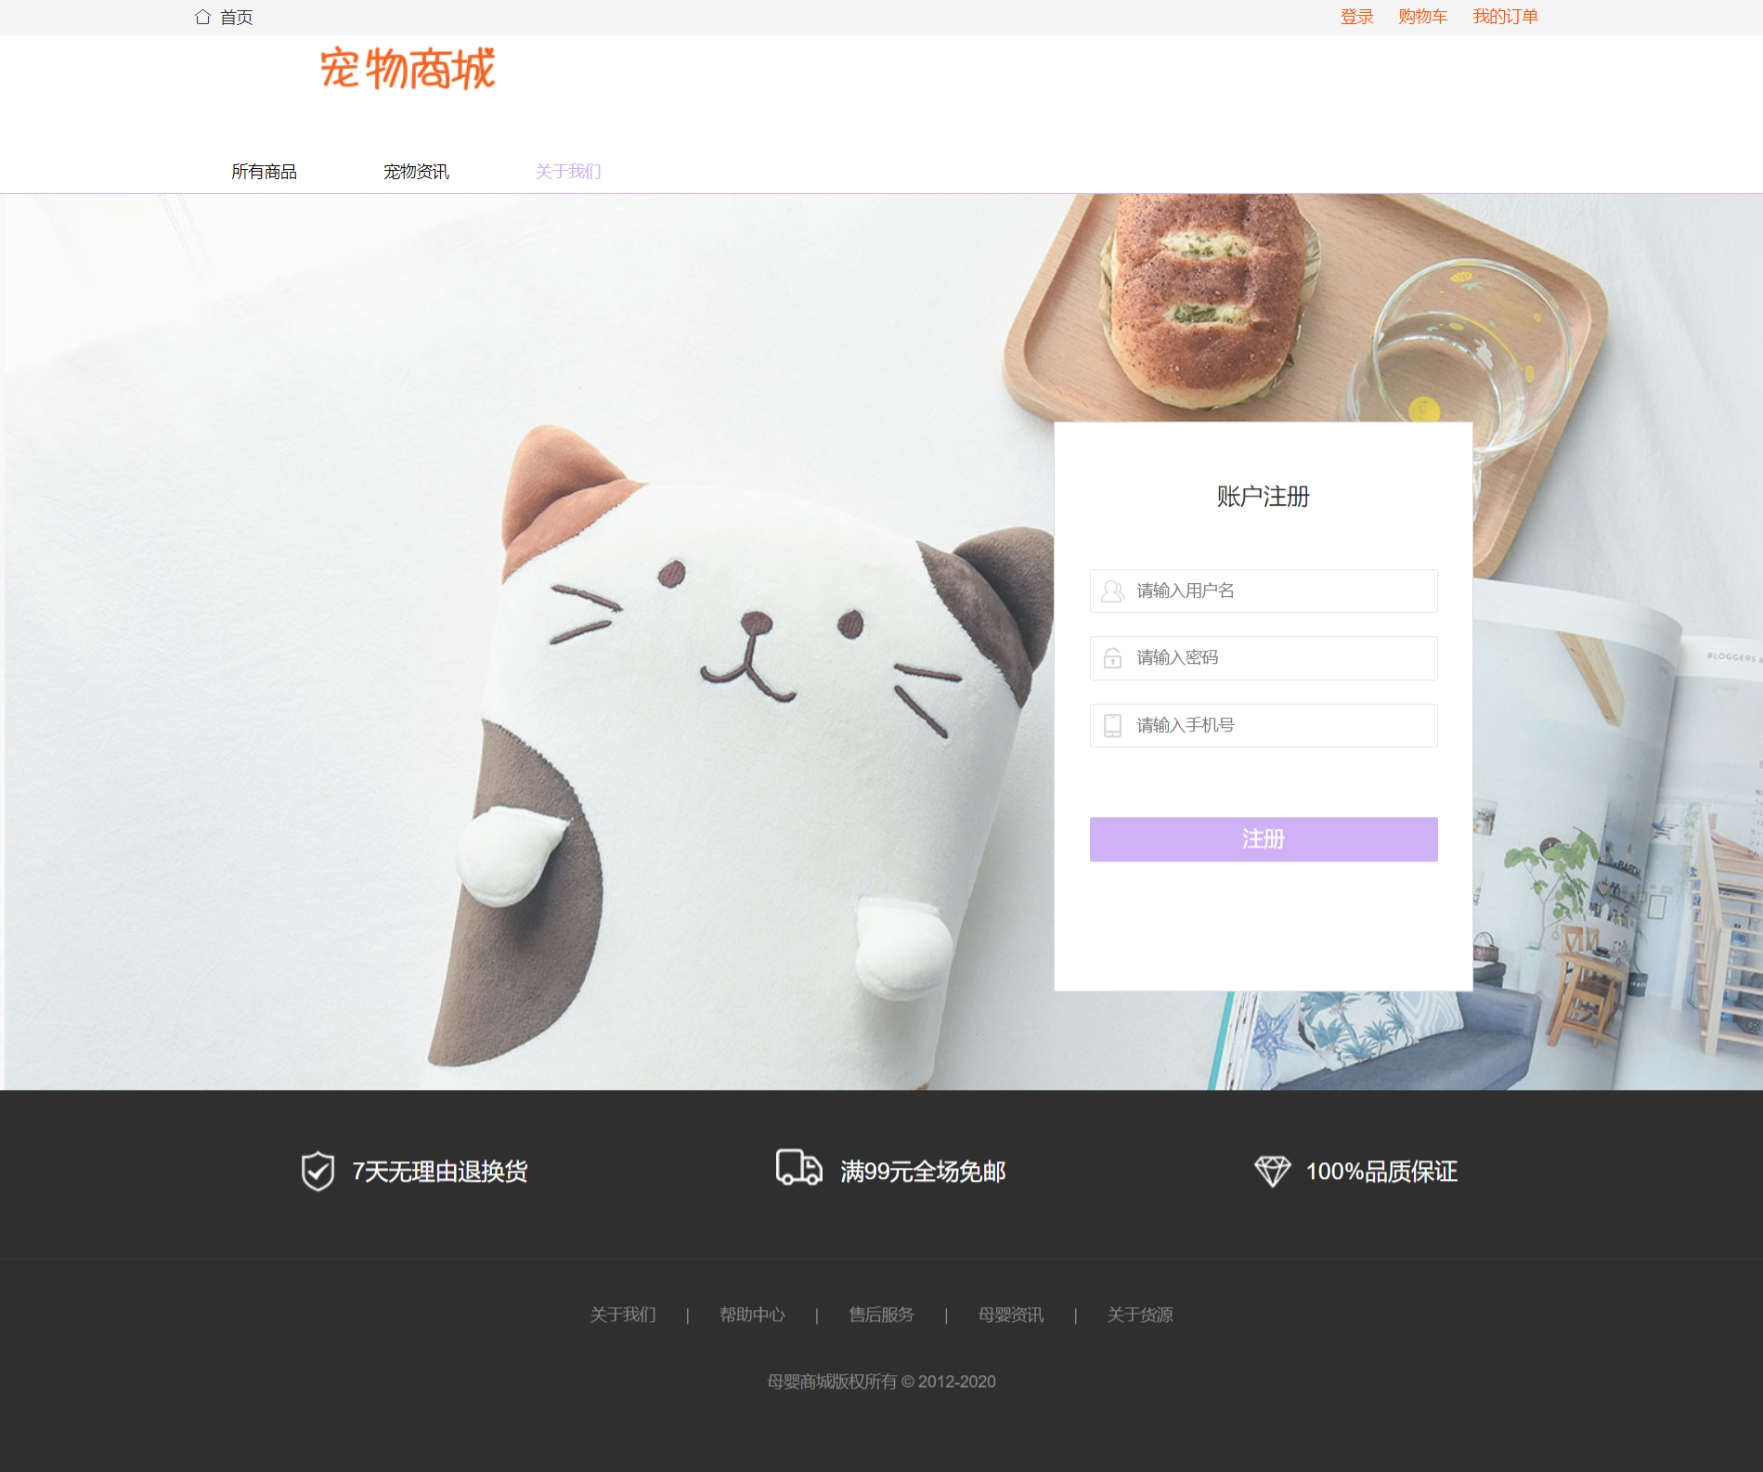 首页
登录 购物车 我的订单
宠物商城
所有商品 宠物资讯 关于我们
账户注册
请输入用户名
请输入密码
请输入手机号
注册
7天无理由退换货 满99元全场免邮 100%品质保证
关于我们 | 帮助中心 | 售后服务 | 母婴资讯 | 关于货源
母婴商城版权所有 © 2012-2020